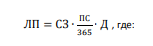 ЛП = СЗ · ПС/365 · Д , где: